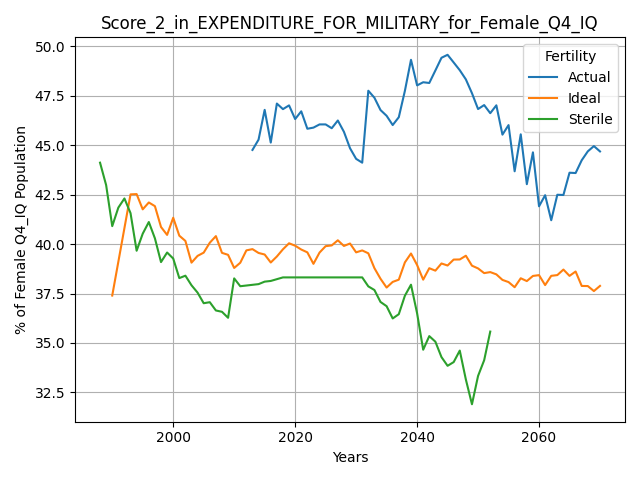 Score_2_in_EXPENDITURE_FOR_MILITARY_for_Female_Q4_IQ
% of Female Q4_IQ Population
50.0
47.5
45.0
42.5
40.0
37.5
35.0
32.5
Fertility
Actual
Ideal
Sterile
2000 2020 2040 2060
Years